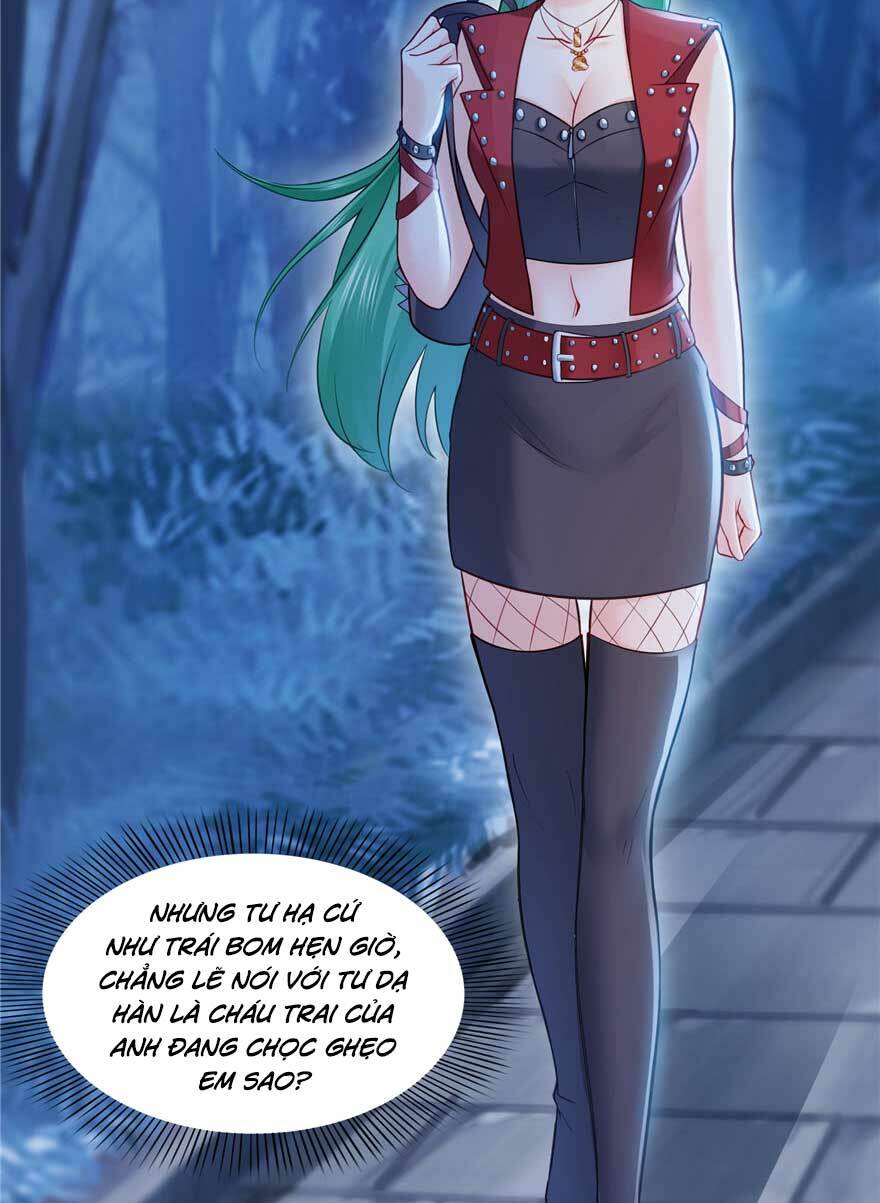 NHƯNG TƯ HẠ CỨ
NHƯ TRÁI BOM HẸN GIỜ,
CHẲNG LẼ NÓI VỚI TƯ DẠ
HÀN LÀ CHÁU TRAI CỦA
ANH ĐANG CHỌC GHẸO
EM SAO?